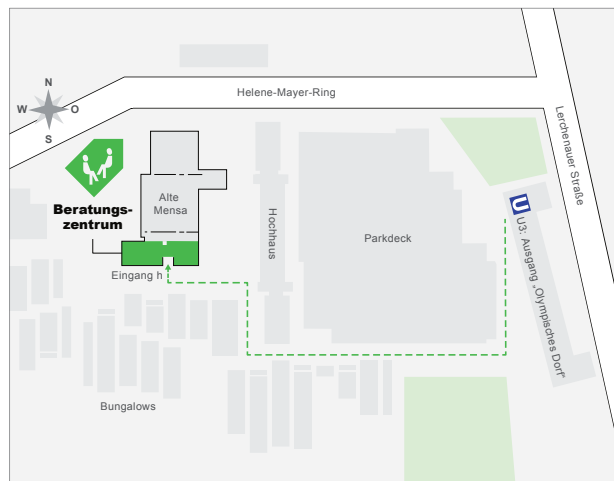 N
W
O
S
Helene-Mayer-Ring
Lerchenauer Straße
Beratungs-
zentrum
Alte
Mensa
Eingang h
Hochhaus
Parkdeck
U
U3: Ausgang „Olympisches Dorf“
Bungalows